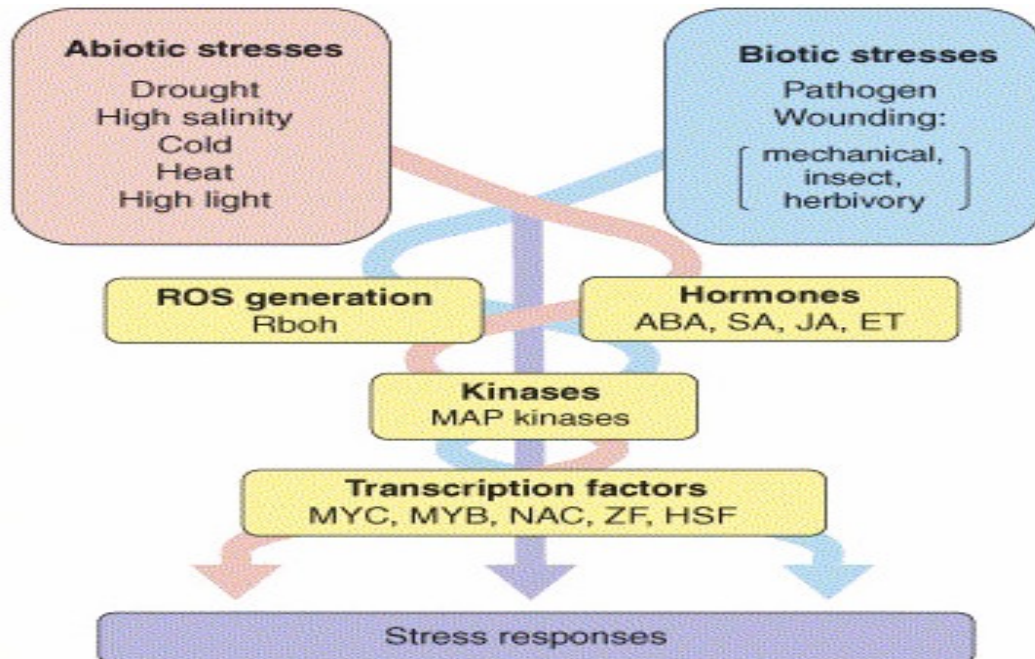 Abiotic stresses
Drought
High salinity
Cold
Heat
High light
Biotic stresses
Pathogen
Wounding:
mechanical,
insect,
herbivory
ROS generation
Rboh
Hormones
ABA, SA, JA, ET
Kinases
MAP kinases
Transcription factors
MYC, MYB, NAC, ZF, HSF
Stress responses